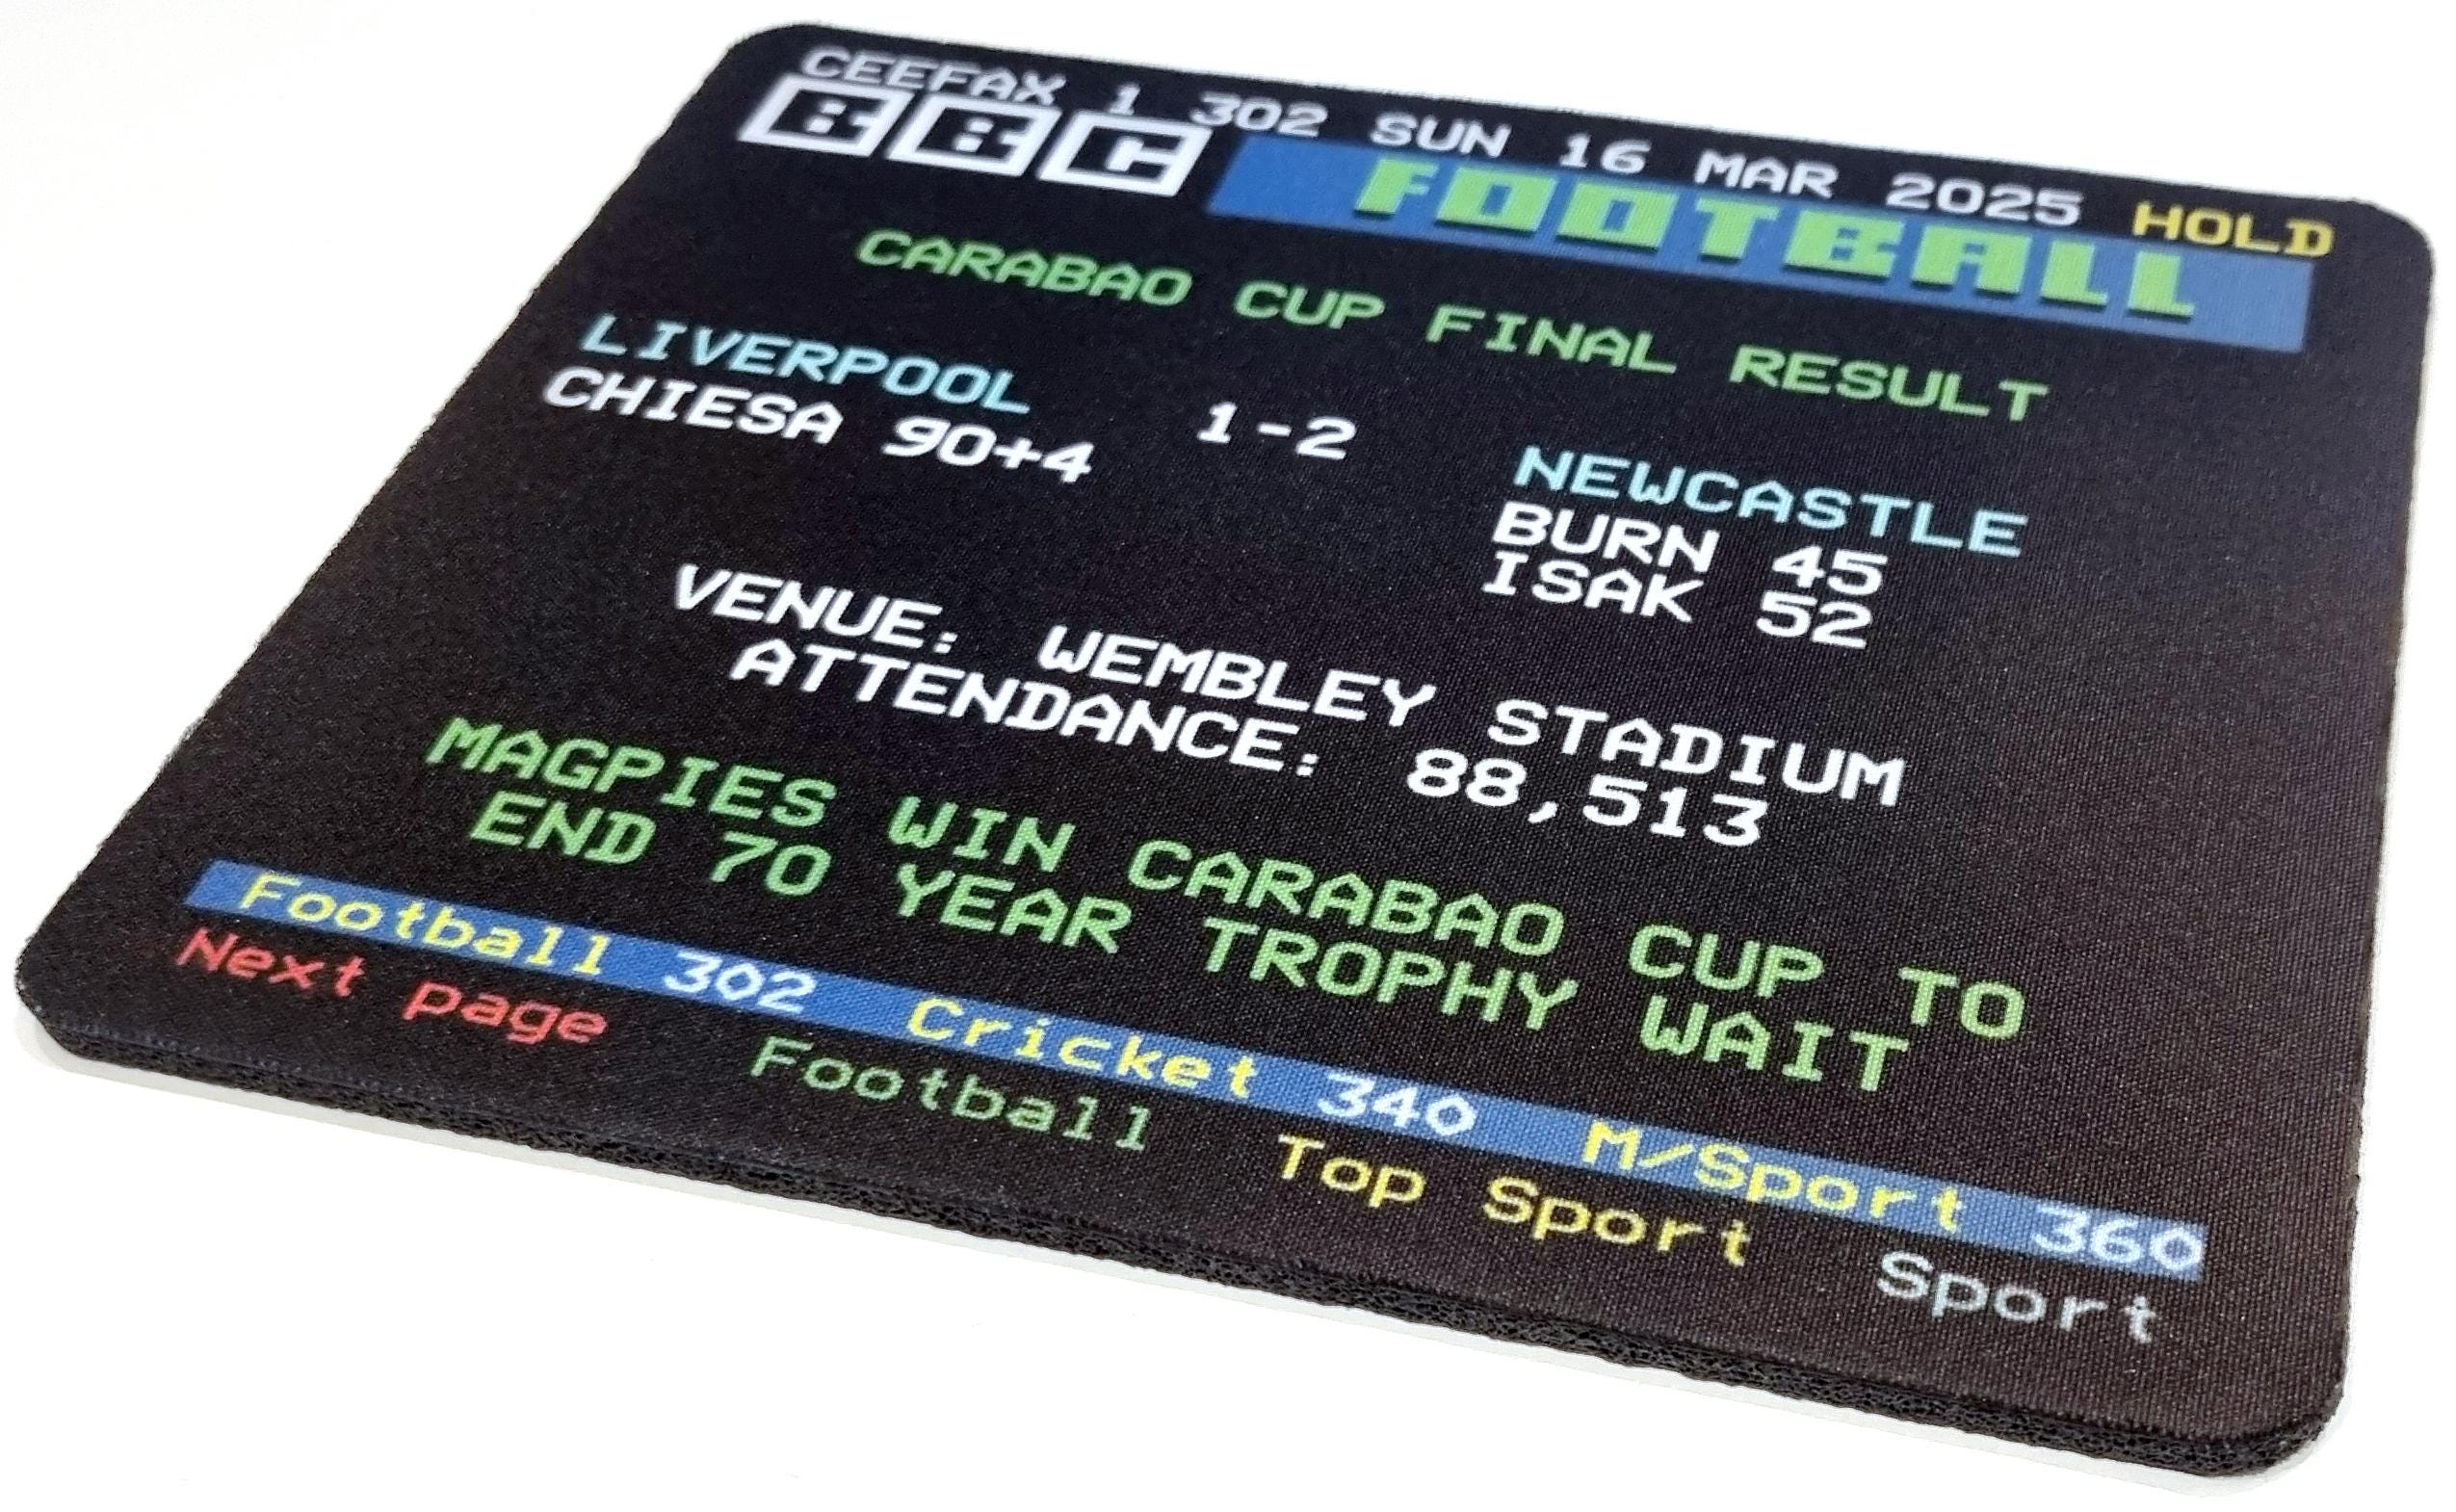 CEEFAX 1 302 SUN 16 MAR 2025 HOLD
BBC FOOTBALL
CARABAO CUP FINAL RESULT
LIVERPOOL 1-2 NEWCASTLE
CHIESA 90+4 BURN 45
ISAK 52
VENUE: WEMBLEY STADIUM
ATTENDANCE: 88,513
MAGPIES WIN CARABAO CUP TO
END 70 YEAR TROPHY WAIT
Football 302 Cricket 340 M/Sport 360
Next page Football Top Sport Sport